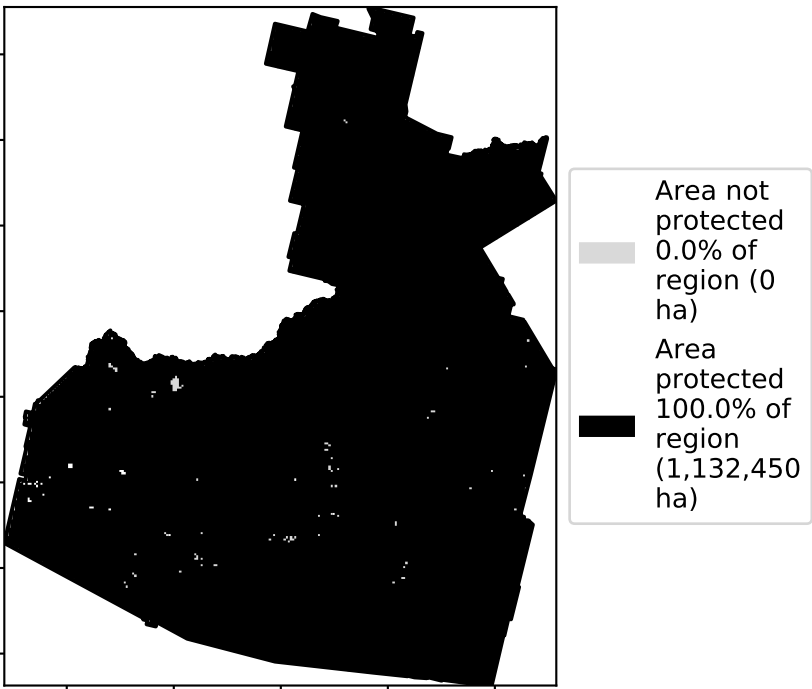 Area not
protected
0.0% of
region (0
ha)
Area
protected
100.0% of
region
(1,132,450
ha)